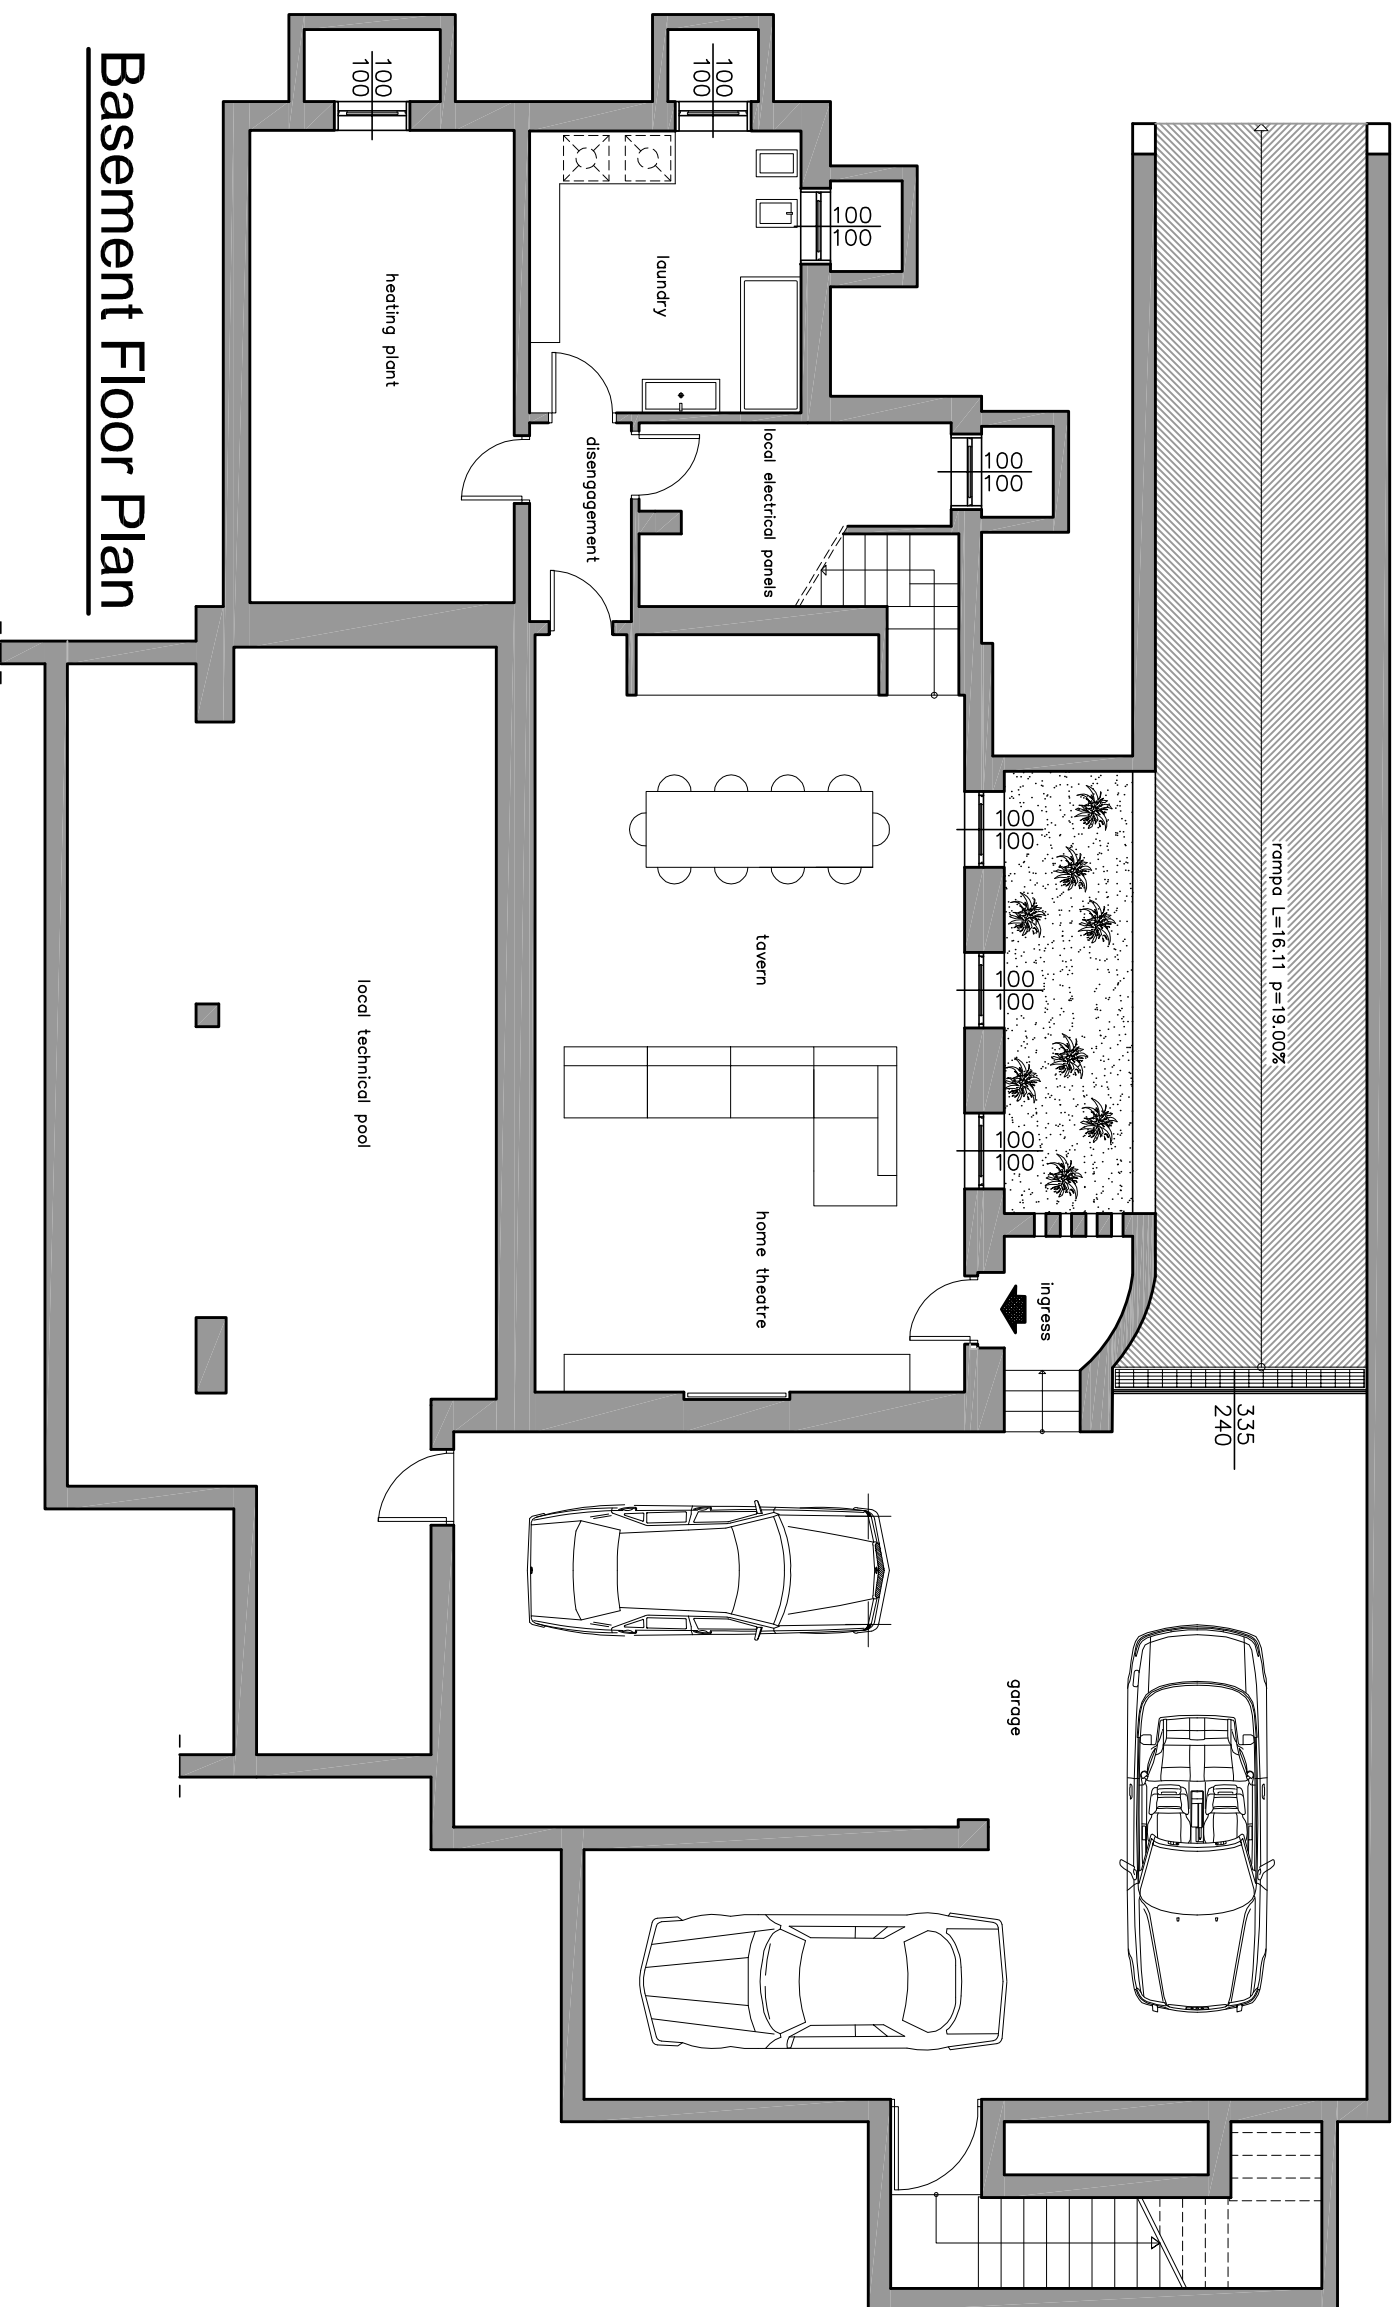 rampa L=16.11 p=19.00%
335
240
ingress
garage
100
100
100
100
100
100
100
100
100
100
local electrical panels
tavern
home theatre
100
100
laundry
disengagement
100
100
heating plant
local technical pool
Basement Floor Plan